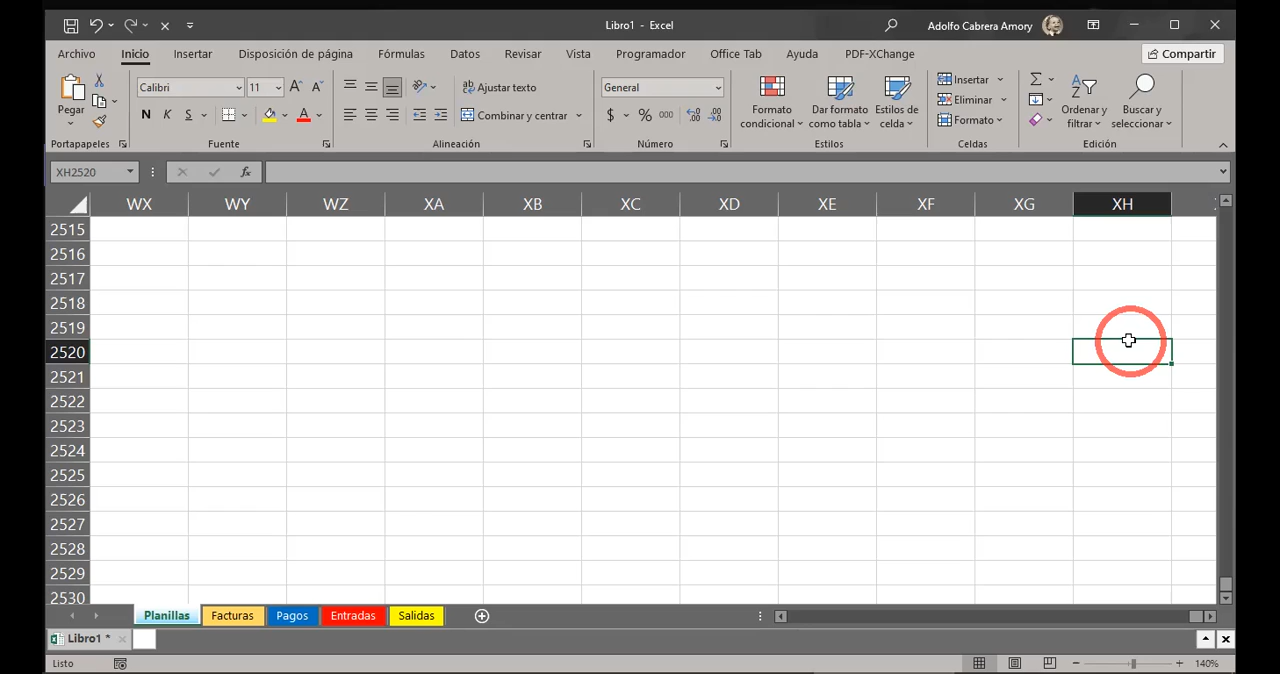 Libro1 - Excel
Adolfo Cabrera Amory
Archivo Inicio Insertar Disposición de página Fórmulas Datos Revisar Vista Programador Office Tab Ayuda PDF-XChange Compartir
Pegar
Calibri 11
N K S
Ajustar texto
Combinar y centrar
General
$ % 000
Formato condicional
Dar formato como tabla
Estilos de celda
Insertar
Eliminar
Formato
Ordenar y filtrar
Buscar y seleccionar
Portapapeles Fuente Alineación Número Estilos Celdas Edición
XH2520 fx
WX WY WZ XA XB XC XD XE XF XG XH
2515
2516
2517
2518
2519
2520
2521
2522
2523
2524
2525
2526
2527
2528
2529
2530
Planillas Facturas Pagos Entradas Salidas
Libro1 *
Listo 140%